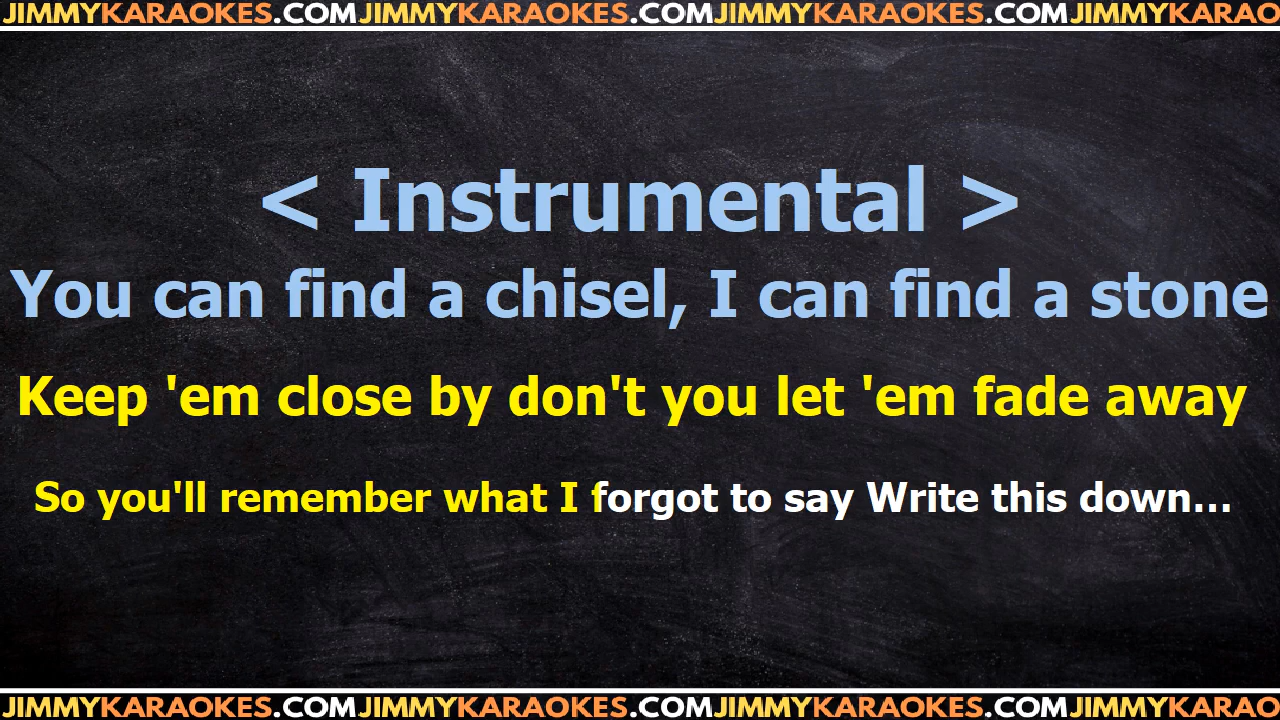 JIMMYKARAOKES.COMJIMMYKARAOKES.COMJIMMYKARAOKES.COMJIMMYKARAO
< Instrumental >
You can find a chisel, I can find a stone
Keep 'em close by don't you let 'em fade away
So you'll remember what I forgot to say Write this down...
JIMMYKARAOKES.COMJIMMYKARAOKES.COMJIMMYKARAOKES.COMJIMMYKARAO